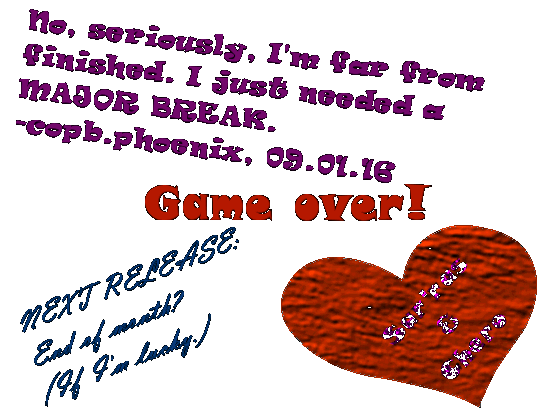 No, seriously, I'm far from
finished. I just needed a
MAJOR BREAK.
-copb.phoenix, 09.01.16
Game over!
NEXT RELEASE:
End of month?
(If I'm lucky.)